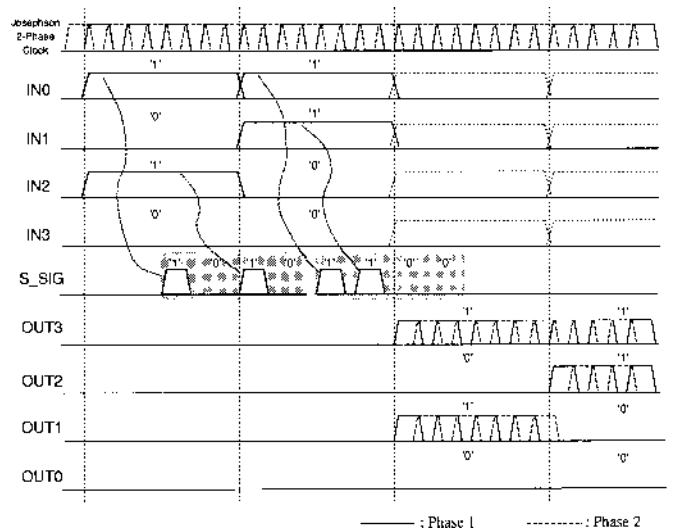 Josephson
2-Phase
Clock
'1' '1'
IN0
'0' '1'
IN1
'1' '0'
IN2
'0' '0'
IN3
'1' '0' '1' '0' '1' '1' '0' '0'
S_SIG
'1' '1'
OUT3
'0' '1'
OUT2
'1' '0'
OUT1
'0' '0'
OUT0
: Phase 1 : Phase 2